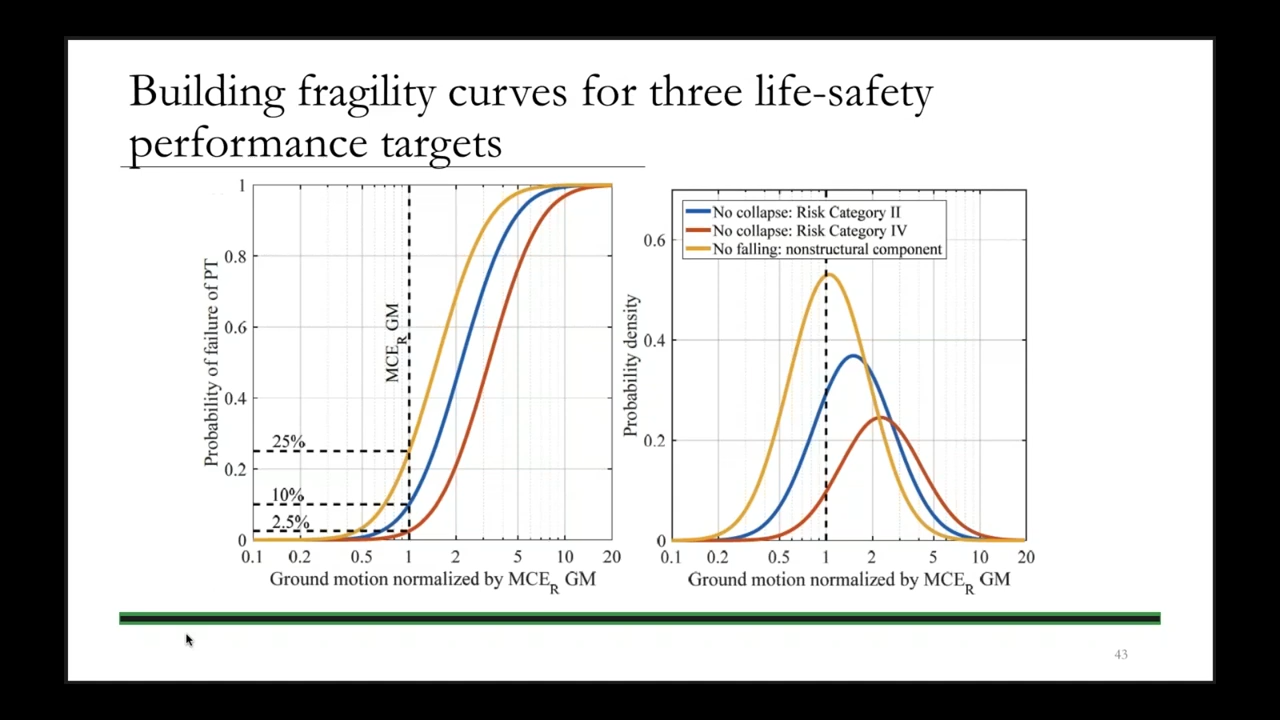 Building fragility curves for three life-safety
performance targets
1
0.8
0.6
0.4
0.2
0
Probability of failure of PT
MCE_R GM
25%
10%
2.5%
0.1 0.2 0.5 1 2 5 10 20
Ground motion normalized by MCE_R GM
No collapse: Risk Category II
No collapse: Risk Category IV
No falling: nonstructural component
0.6
0.4
0.2
0
Probability density
0.1 0.2 0.5 1 2 5 10 20
Ground motion normalized by MCE_R GM
43